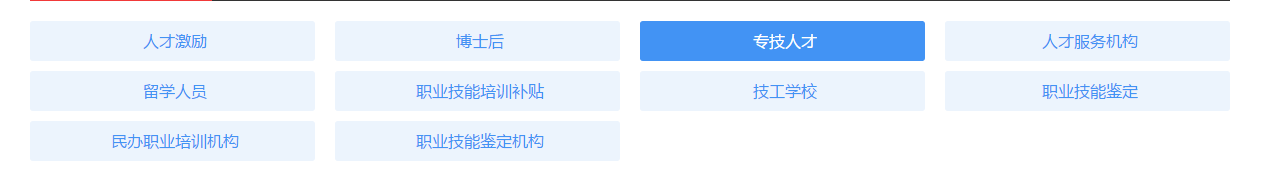 人才激励
博士后
专技人才
人才服务机构
留学人员
职业技能培训补贴
技工学校
职业技能鉴定
民办职业培训机构
职业技能鉴定机构